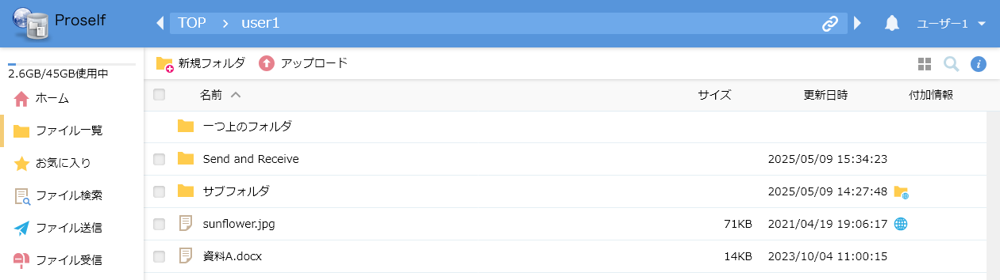 Proself
TOP > user1
ユーザー1
2.6GB/45GB使用中
ホーム
ファイル一覧
お気に入り
ファイル検索
ファイル送信
ファイル受信
新規フォルダ アップロード
名前 サイズ 更新日時 付加情報
一つ上のフォルダ
Send and Receive 2025/05/09 15:34:23
サブフォルダ 2025/05/09 14:27:48
sunflower.jpg 71KB 2021/04/19 19:06:17
資料A.docx 14KB 2023/10/04 11:00:15